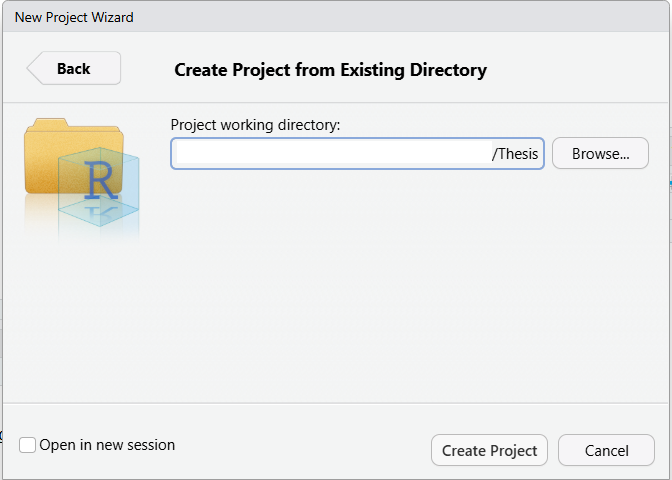 New Project Wizard
Back
Create Project from Existing Directory
Project working directory:
/Thesis
Browse...
R
Open in new session
Create Project
Cancel